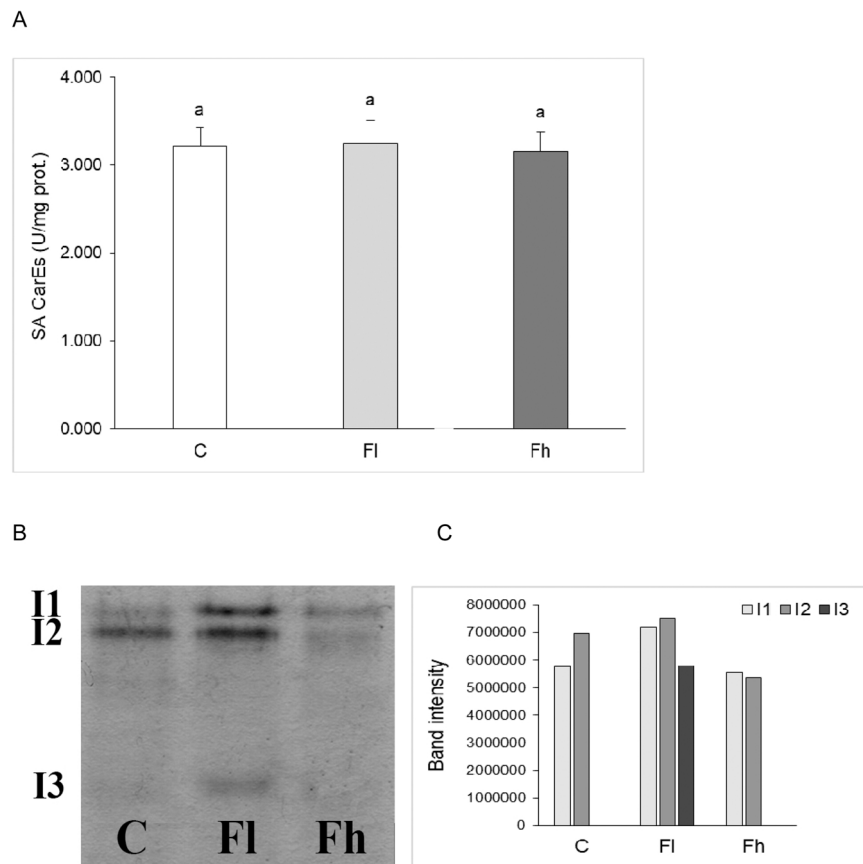 A
SA CarEs (U/mg prot.)
4.000
3.000
2.000
1.000
0.000
a
a
a
C
Fl
Fh
B
I1
I2
I3
C Fl Fh
C
Band intensity
8000000
7000000
6000000
5000000
4000000
3000000
2000000
1000000
0
I1 I2 I3
C Fl Fh